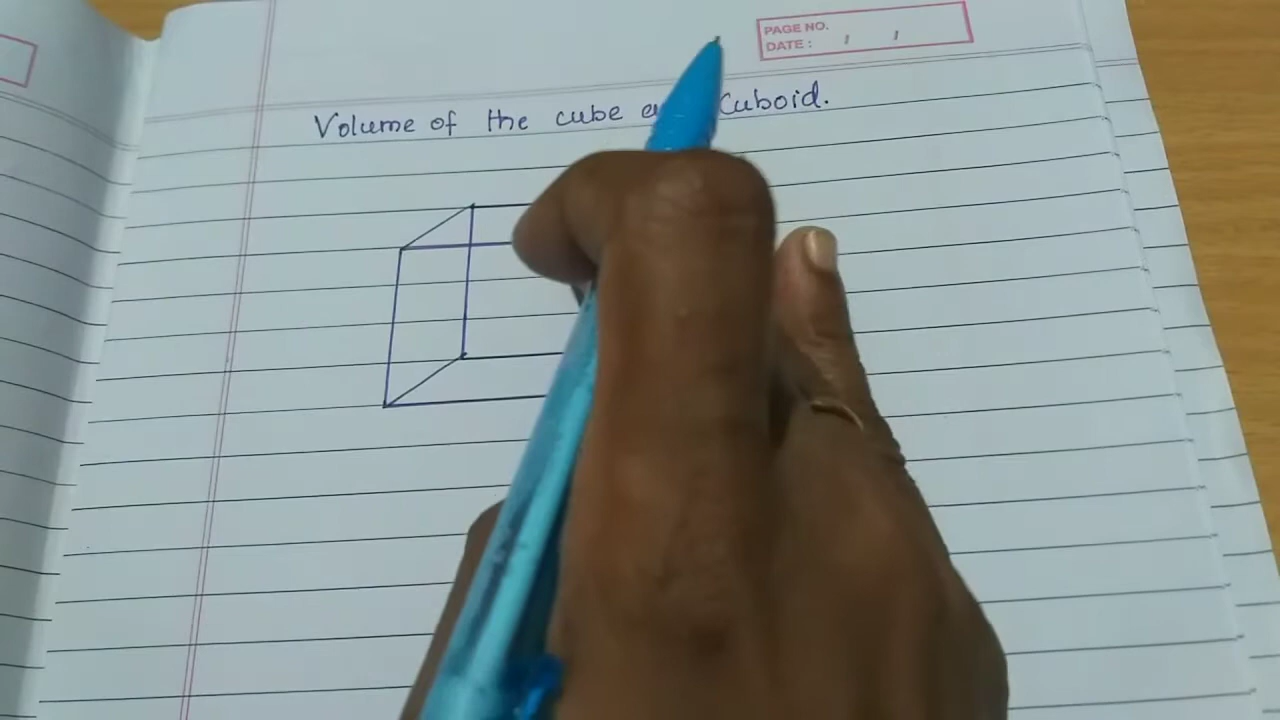 PAGE NO.
DATE : / /
Volume of the cube Cuboid.